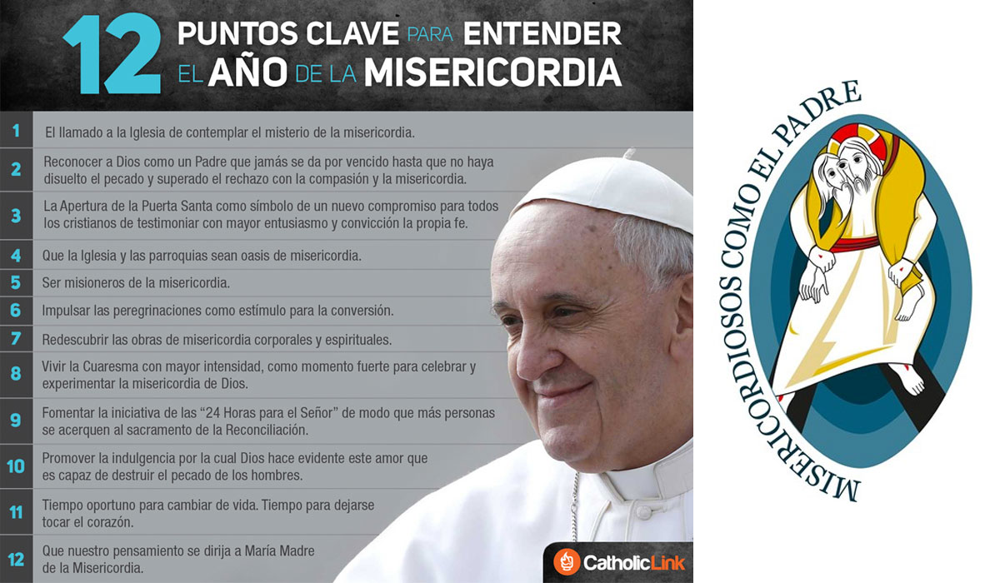 12 PUNTOS CLAVE PARA ENTENDER
EL AÑO DE LA MISERICORDIA
1 El llamado a la Iglesia de contemplar el misterio de la misericordia.
2 Reconocer a Dios como un Padre que jamás se da por vencido hasta que no haya
disuelto el pecado y superado el rechazo con la compasión y la misericordia.
3 La Apertura de la Puerta Santa como símbolo de un nuevo compromiso para todos
los cristianos de testimoniar con mayor entusiasmo y convicción la propia fe.
4 Que la Iglesia y las parroquias sean oasis de misericordia.
5 Ser misioneros de la misericordia.
6 Impulsar las peregrinaciones como estímulo para la conversión.
7 Redescubrir las obras de misericordia corporales y espirituales.
8 Vivir la Cuaresma con mayor intensidad, como momento fuerte para celebrar y
experimentar la misericordia de Dios.
9 Fomentar la iniciativa de las “24 Horas para el Señor” de modo que más personas
se acerquen al sacramento de la Reconciliación.
10 Promover la indulgencia por la cual Dios hace evidente este amor que
es capaz de destruir el pecado de los hombres.
11 Tiempo oportuno para cambiar de vida. Tiempo para dejarse
tocar el corazón.
12 Que nuestro pensamiento se dirija a María Madre
de la Misericordia.
CatholicLink
MISERICORDIOSOS COMO EL PADRE